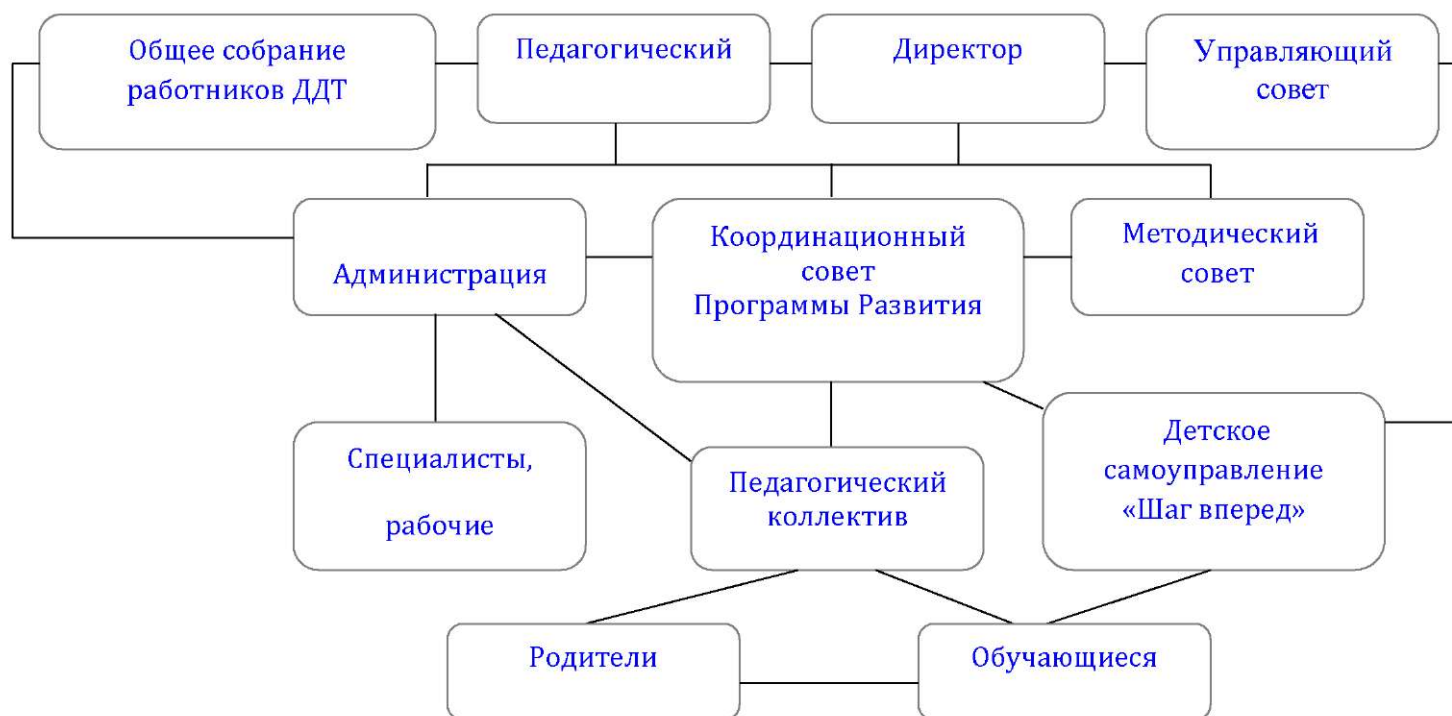 Общее собрание
работников ДДТ
Педагогический
Директор
Управляющий
совет
Администрация
Координационный
совет
Программы Развития
Методический
совет
Специалисты,
рабочие
Педагогический
коллектив
Детское
самоуправление
«Шаг вперед»
Родители
Обучающиеся